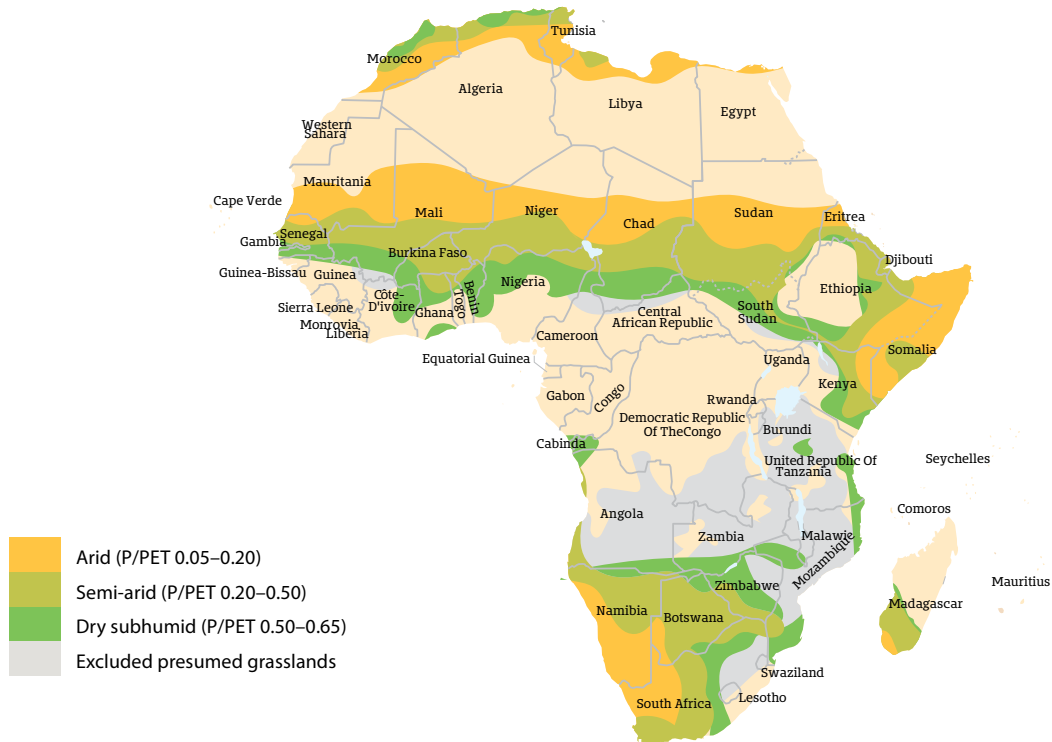 Tunisia
Morocco
Algeria
Libya
Egypt
Western
Sahara
Mauritania
Cape Verde
Mali
Niger
Chad
Sudan
Eritrea
Senegal
Gambia
Burkina Faso
Djibouti
Guinea-Bissau
Guinea
Nigeria
Benin
Togo
Ethiopia
Côte-
D'ivoire
Ghana
Sierra Leone
Monrovia
Liberia
South
Sudan
Central
African Republic
Cameroon
Equatorial Guinea
Uganda
Somalia
Kenya
Gabon
Congo
Rwanda
Democratic Republic
Of TheCongo
Burundi
Cabinda
United Republic Of
Tanzania
Seychelles
Angola
Comoros
Zambia
Malawie
Mozambique
Zimbabwe
Mauritius
Madagascar
Namibia
Botswana
Swaziland
Lesotho
South Africa
Arid (P/PET 0.05–0.20)
Semi-arid (P/PET 0.20–0.50)
Dry subhumid (P/PET 0.50–0.65)
Excluded presumed grasslands